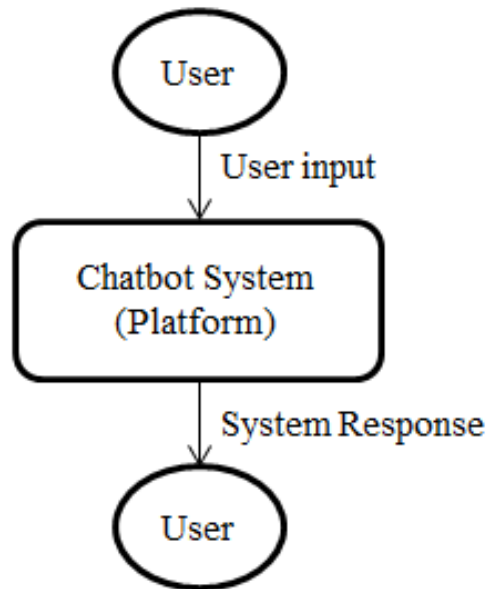 User
User input
Chatbot System
(Platform)
System Response
User